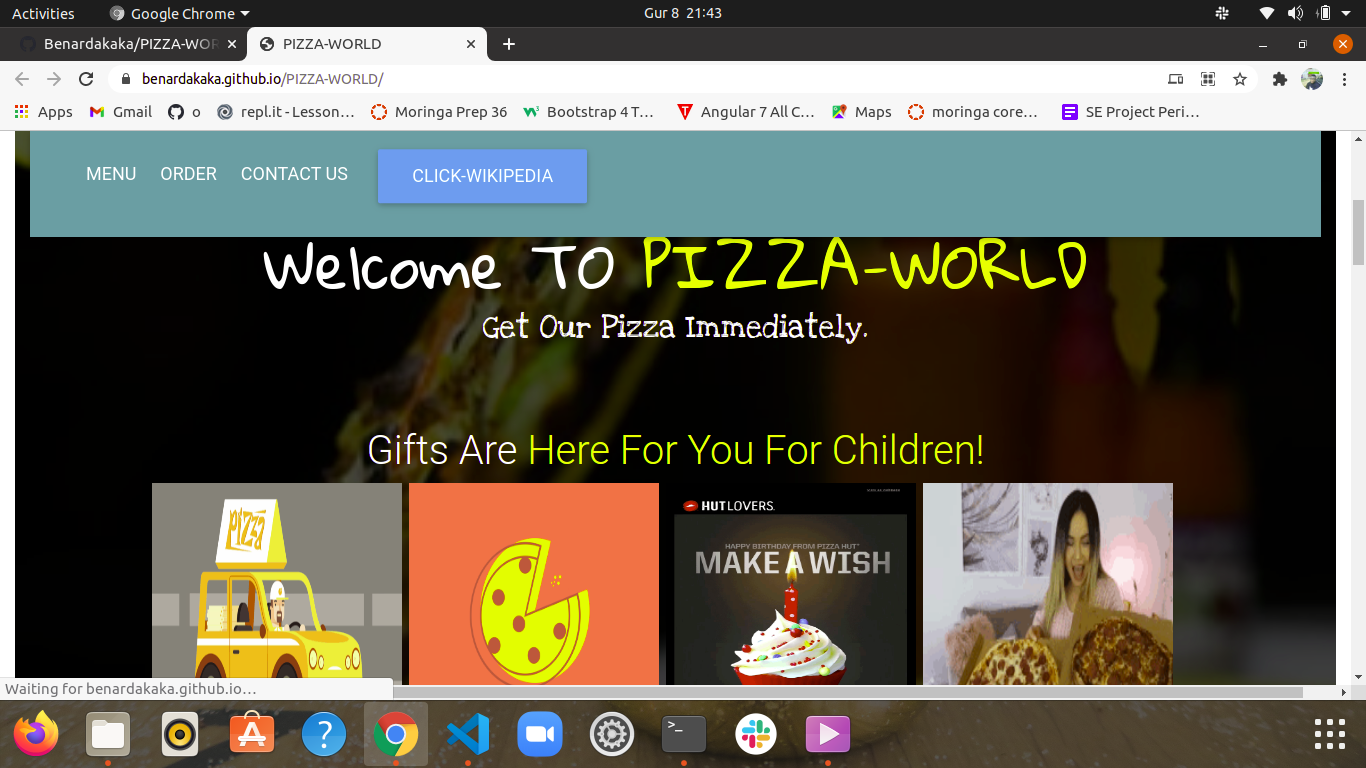 Activities Google Chrome Gur 8 21:43
Benardakaka/PIZZA-WOR PIZZA-WORLD
benardakaka.github.io/PIZZA-WORLD/
Apps Gmail o repl.it - Lesson… Moringa Prep 36 Bootstrap 4 T… Angular 7 All C… Maps moringa core… SE Project Peri…
MENU ORDER CONTACT US CLICK-WIKIPEDIA
Welcome TO PIZZA-WORLD
Get Our Pizza Immediately.
Gifts Are Here For You For Children!
Pizza
HUT LOVERS.
HAPPY BIRTHDAY FROM PIZZA HUT
MAKE A WISH
Waiting for benardakaka.github.io…